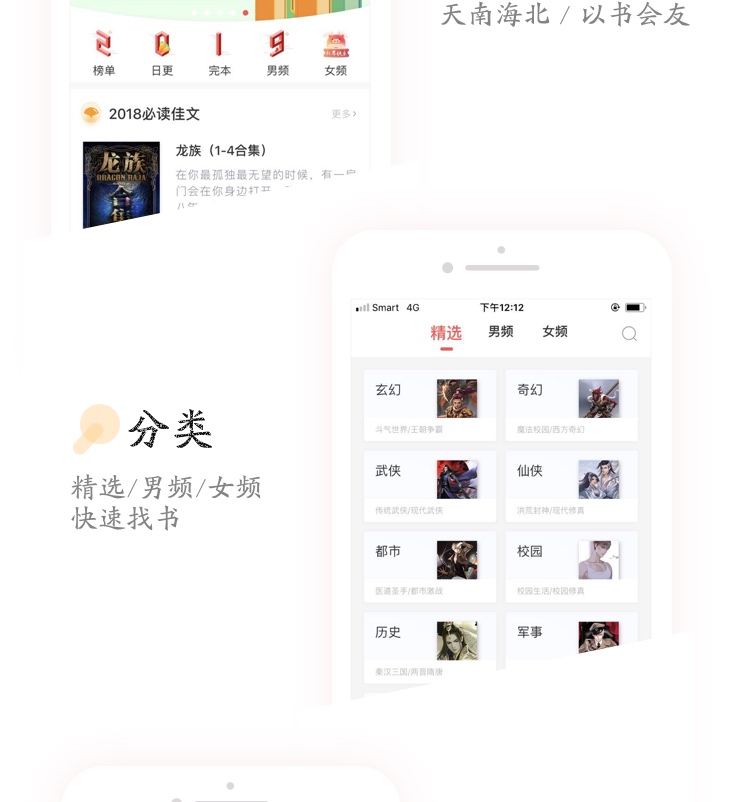 天南海北 / 以书会友
榜单 日更 完本 男频 女频
2018必读佳文 更多›
龙族
DRAGON RAJA
合集
龙族（1-4合集）
在你最孤独最无望的时候，有一扇
门会在你身边打开
Smart 4G 下午12:12
精选 男频 女频
玄幻 奇幻
斗气世界/王朝争霸 魔法校园/西方奇幻
武侠 仙侠
传统武侠/现代武侠 洪荒封神/现代修真
分类
精选/男频/女频
快速找书
都市 校园
医道圣手/都市激战 校园生活/校园修真
历史 军事
秦汉三国/两晋隋唐